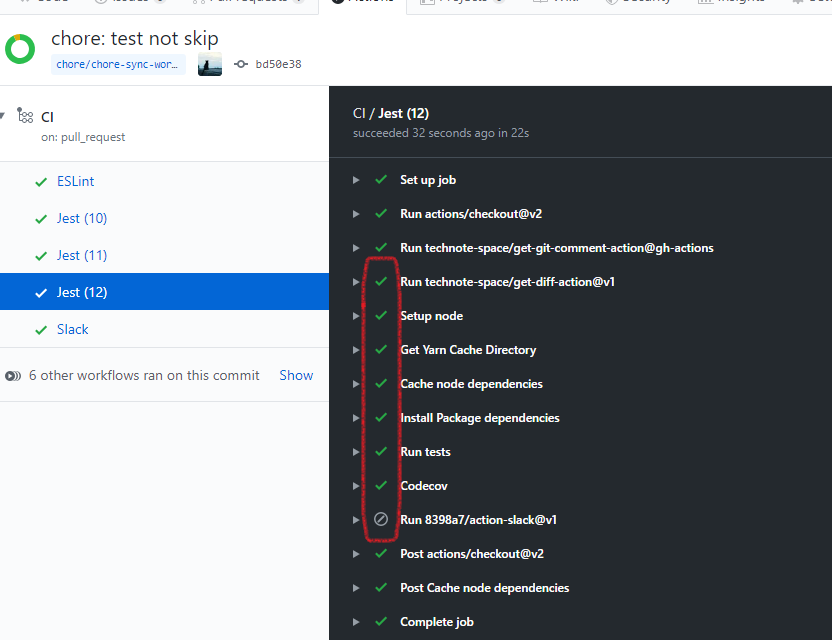 chore: test not skip
chore/chore-sync-wor...
bd50e38
CI
on: pull_request
ESLint
Jest (10)
Jest (11)
Jest (12)
Slack
6 other workflows ran on this commit
Show
CI / Jest (12)
succeeded 32 seconds ago in 22s
Set up job
Run actions/checkout@v2
Run technote-space/get-git-comment-action@gh-actions
Run technote-space/get-diff-action@v1
Setup node
Get Yarn Cache Directory
Cache node dependencies
Install Package dependencies
Run tests
Codecov
Run 8398a7/action-slack@v1
Post actions/checkout@v2
Post Cache node dependencies
Complete job